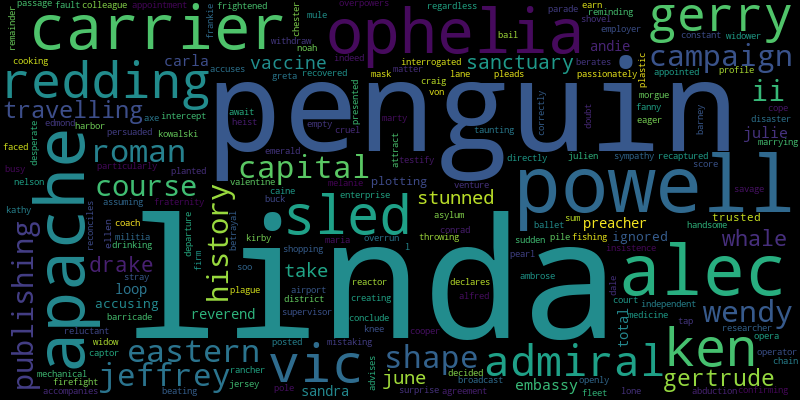 passage fault colleague appointment frankie frightened mule overpowers parade earn reminding
carrier ophelia gerry
remainder chester regardless shovel employer constant widower
noah bail withdraw indeed
cooking redding carla vaccine accuses greta recovered interrogated pleads sanctuary andie berates campaign
mask matter craig lane passionately plastic appointed profile
travelling penguin von marty morgue ii
edmond axe intercept heist presented await doubt fanny cope
harbor persuaded kowalski empty cruel emerald taunting correctly barney eager disaster julie
desperate faced roman capital attract testify directly julien marrying
apache particularly planted melanie plotting sympathy recaptured score
busy nelson course valentine caine venture powell savage
kathy fraternity buck enterprise stunned ballet sum handsome
assuming history sled asylum preacher trusted
reconciles coach militia departure betrayal kirby overrun conrad sudden pile fishing ignored whale
publishing ellen drinking firm shopping maria l throwing pearl insistence
drake stray soo airport reactor take declares ambrose alec
loop plague district creating alfred dale court independent wendy
accusing linda supervisor conclude medicine
barricade reverend posted knee cooper total tap researcher
reluctant widow mistaking opera
eastern vic shape admiral ken operator
captor rancher advises chain
mechanical firefight jeffrey pole airport june decided broadcast embassy openly lone gertrude
accompanies beating jersey sandra surprise agreement fleet abduction confirming